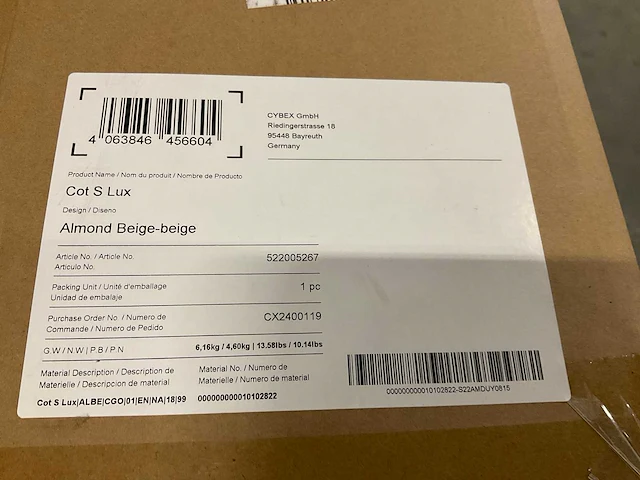 4 063846 456604
CYBEX GmbH
Riedingerstrasse 18
95448 Bayreuth
Germany
Product Name / Nom du produit / Nombre de Producto
Cot S Lux
Design / Diseno
Almond Beige-beige
Article No. / Article No.
Articulo No.
522005267
Packing Unit / Unité d'emballage
Unidad de embalaje
1 pc
Purchase Order No. / Numero de
Commande / Numero de Pedido
CX2400119
G.W / N W | P.B / P.N
6,16kg / 4,60kg | 13.58lbs / 10.14lbs
Material Description / Description de
Materielle / Descripcion de material
Material No. / Numero de
Materielle / Numero de material
Cot S Lux|ALBE|CGO|01|EN|NA|18|99
000000000010102822
000000000010102822-S22AMDUY0815